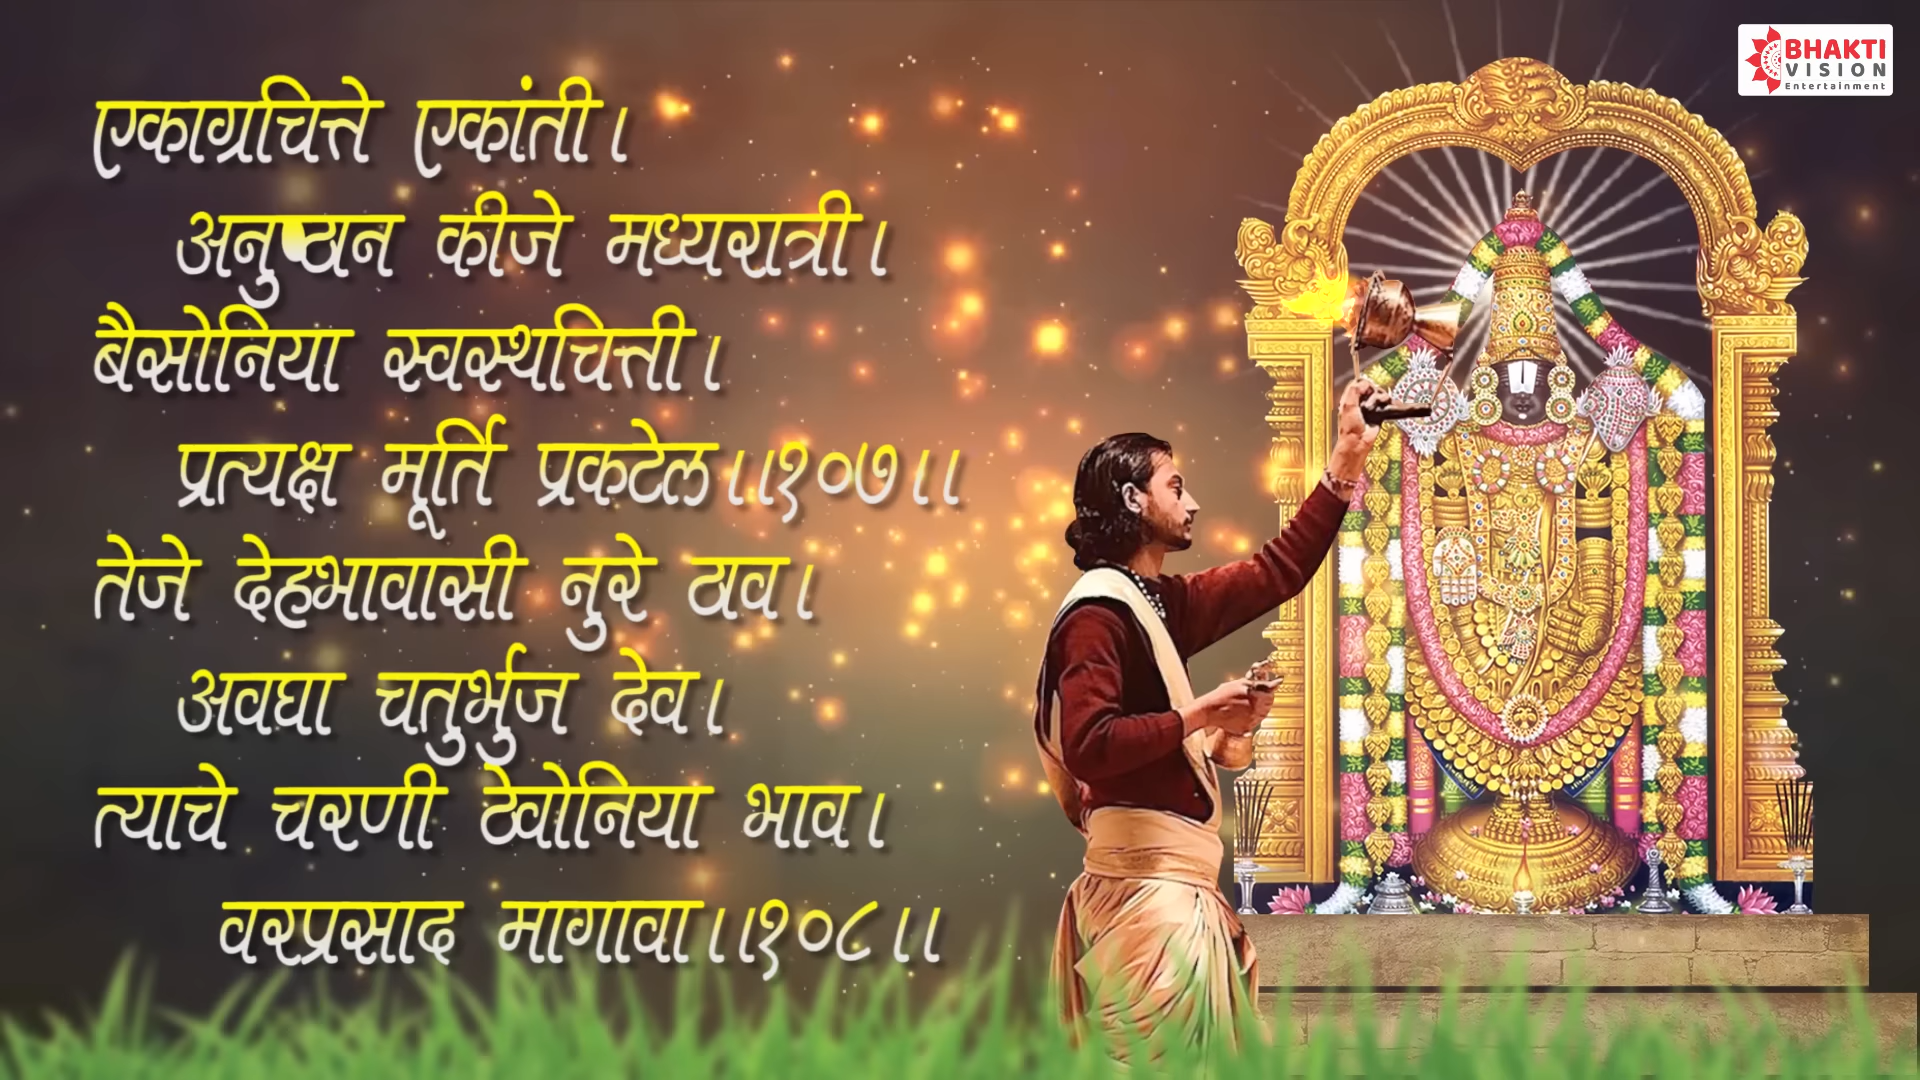 एकाग्रचित्ते एकांती।
अनुष्ठान कीजे मध्यरात्री।
बैसोनिया स्वस्थचित्ती।
प्रत्यक्ष मूर्ति प्रकटेल।।१०७।।
तेजे देहभावासी नुरे ठाव।
अवघा चतुर्भुज देव।
त्याचे चरणी ठेवोनिया भाव।
वरप्रसाद मागावा।।१०८।।
BHAKTI
VISION
Entertainment